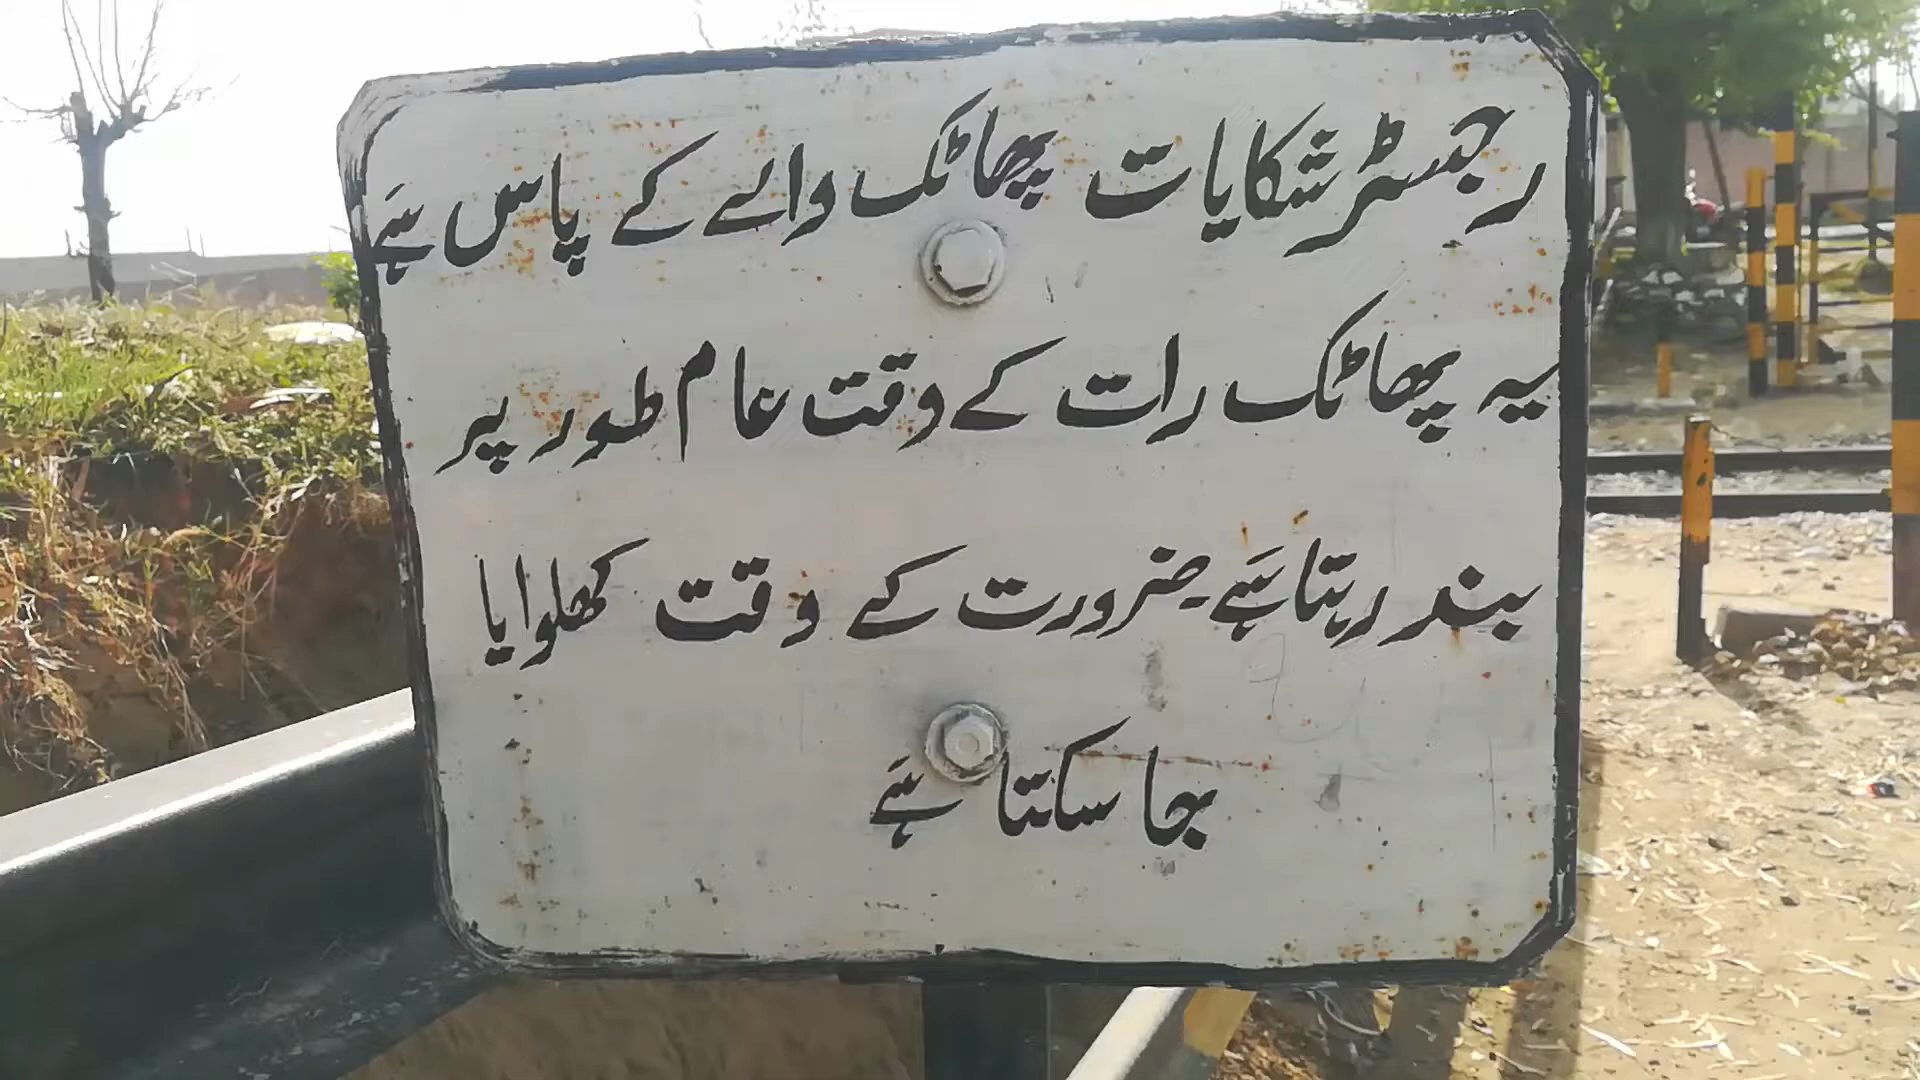 رجسٹر شکایات پھاٹک والے کے پاس ہے
یہ پھاٹک رات کے وقت عام طور پر
بند رہتا ہے۔ ضرورت کے وقت کھلوایا
جا سکتا ہے